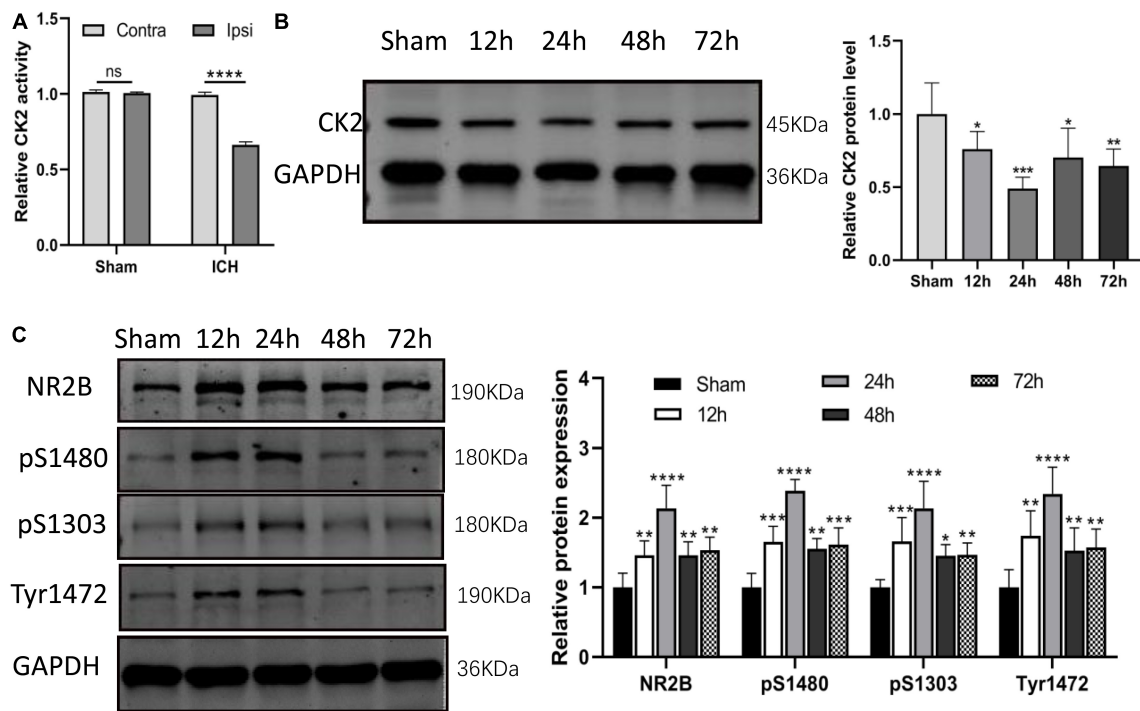 A
Relative CK2 activity
1.5
1.0
0.5
0.0
Contra
Ipsi
ns
****
Sham
ICH
B
Sham 12h 24h 48h 72h
CK2
45KDa
GAPDH
36KDa
Relative CK2 protein level
1.5
1.0
0.5
0.0
*
***
*
**
Sham
12h
24h
48h
72h
C
Sham 12h 24h 48h 72h
NR2B
190KDa
pS1480
180KDa
pS1303
180KDa
Tyr1472
190KDa
GAPDH
36KDa
Relative protein expression
4
3
2
1
0
Sham
12h
24h
48h
72h
**
****
**
**
***
****
**
***
***
****
*
**
**
****
**
**
NR2B
pS1480
pS1303
Tyr1472